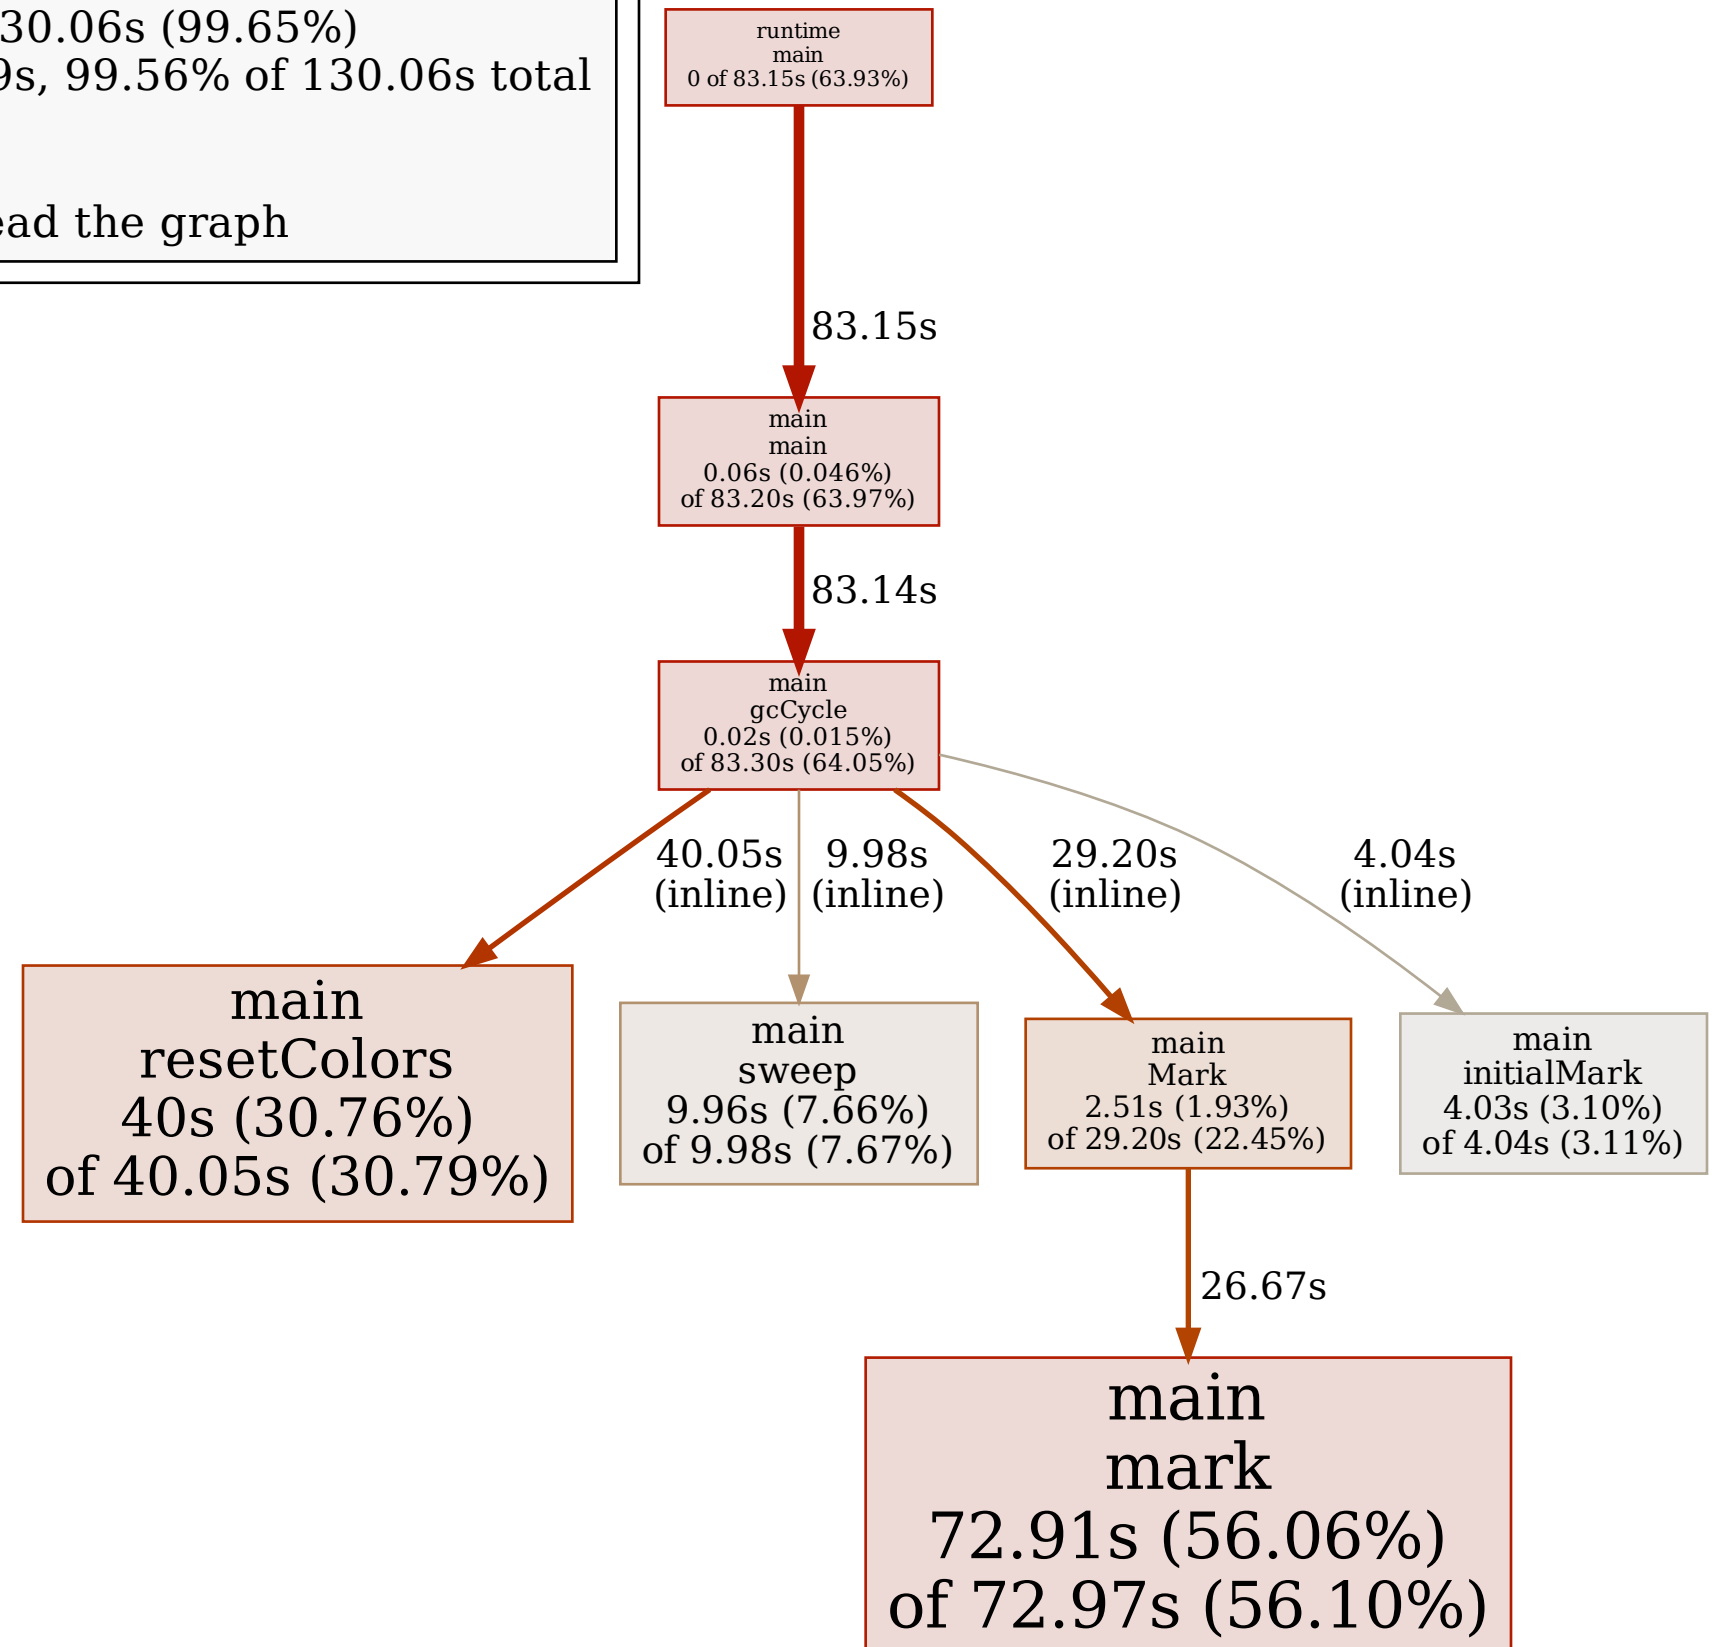 30.06s (99.65%)
9s, 99.56% of 130.06s total
ead the graph
runtime
main
0 of 83.15s (63.93%)
83.15s
main
main
0.06s (0.046%)
of 83.20s (63.97%)
83.14s
main
gcCycle
0.02s (0.015%)
of 83.30s (64.05%)
40.05s
(inline)
9.98s
(inline)
29.20s
(inline)
4.04s
(inline)
main
resetColors
40s (30.76%)
of 40.05s (30.79%)
main
sweep
9.96s (7.66%)
of 9.98s (7.67%)
main
Mark
2.51s (1.93%)
of 29.20s (22.45%)
main
initialMark
4.03s (3.10%)
of 4.04s (3.11%)
26.67s
main
mark
72.91s (56.06%)
of 72.97s (56.10%)